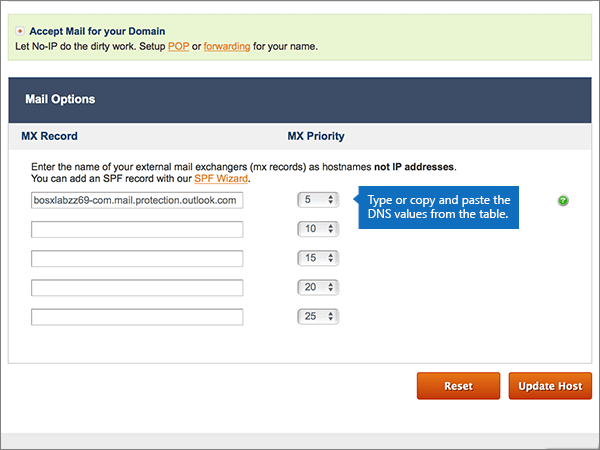 Accept Mail for your Domain
Let No-IP do the dirty work. Setup POP or forwarding for your name.
Mail Options
MX Record MX Priority
Enter the name of your external mail exchangers (mx records) as hostnames not IP addresses.
You can add an SPF record with our SPF Wizard.
bosxlabzz69-com.mail.protection.outlook.com 5
Type or copy and paste the
DNS values from the table.
?
10
15
20
25
Reset Update Host